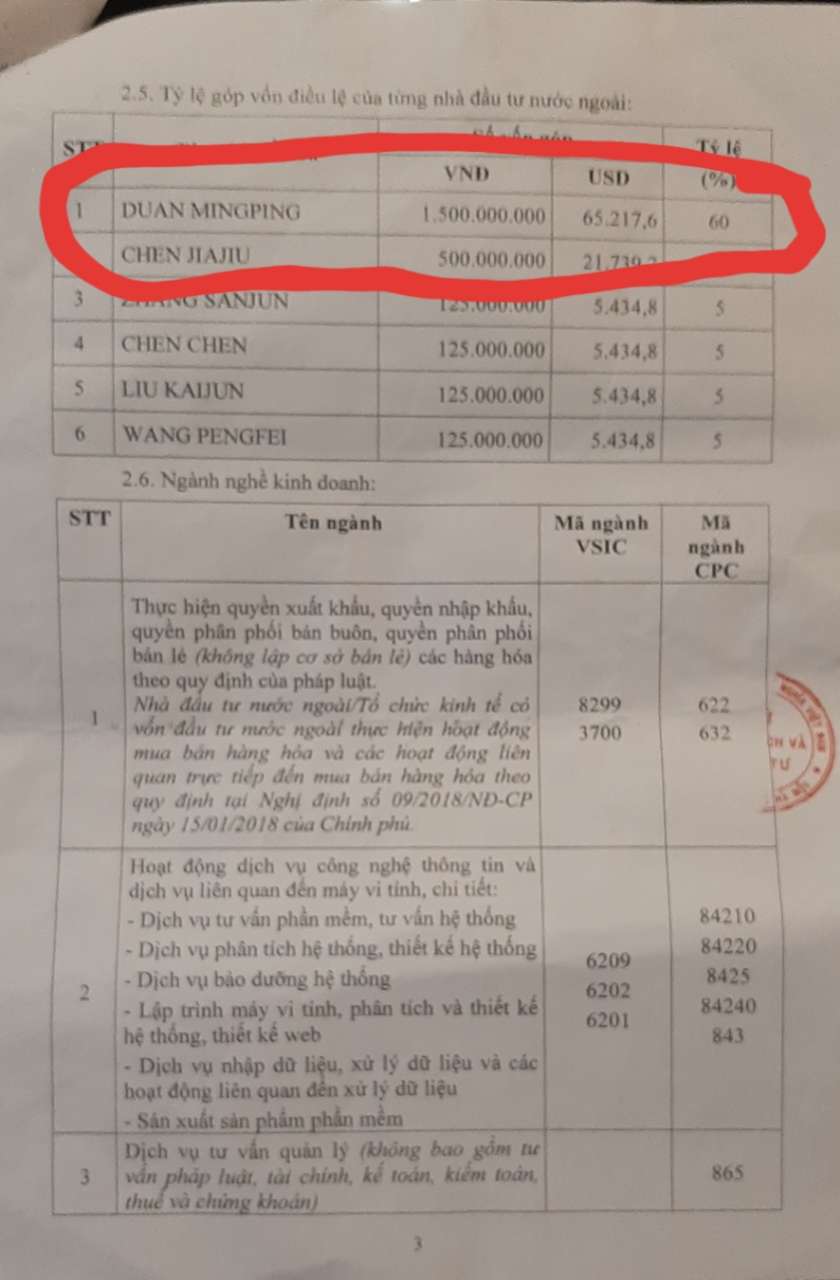 2.5. Tỷ lệ góp vốn điều lệ của từng nhà đầu tư nước ngoài:
STT Tỷ lệ
VNĐ USD (%)
1 DUAN MINGPING 1.500.000.000 65.217,6 60
CHEN JIAJIU 500.000.000 21.739,2
3 ZHANG SANJUN 125.000.000 5.434,8 5
4 CHEN CHEN 125.000.000 5.434,8 5
5 LIU KAIJUN 125.000.000 5.434,8 5
6 WANG PENGFEI 125.000.000 5.434,8 5
2.6. Ngành nghề kinh doanh:
STT Tên ngành Mã ngành Mã
VSIC ngành
CPC
Thực hiện quyền xuất khẩu, quyền nhập khẩu,
quyền phân phối bán buôn, quyền phân phối
bán lẻ (không lập cơ sở bán lẻ) các hàng hóa
theo quy định của pháp luật.
Nhà đầu tư nước ngoài/Tổ chức kinh tế có 8299 622
1 vốn đầu tư nước ngoài thực hiện hoạt động 3700 632
mua bán hàng hóa và các hoạt động liên
quan trực tiếp đến mua bán hàng hóa theo
quy định tại Nghị định số 09/2018/NĐ-CP
ngày 15/01/2018 của Chính phủ.
Hoạt động dịch vụ công nghệ thông tin và
dịch vụ liên quan đến máy vi tính, chi tiết:
- Dịch vụ tư vấn phần mềm, tư vấn hệ thống 84210
- Dịch vụ phân tích hệ thống, thiết kế hệ thống 6209 84220
2 - Dịch vụ bảo dưỡng hệ thống 6202 8425
- Lập trình máy vi tính, phân tích và thiết kế 6201 84240
hệ thống, thiết kế web 843
- Dịch vụ nhập dữ liệu, xử lý dữ liệu và các
hoạt động liên quan đến xử lý dữ liệu
- Sản xuất sản phẩm phần mềm
Dịch vụ tư vấn quản lý (không bao gồm tư
3 vấn pháp luật, tài chính, kế toán, kiểm toán, 865
thuế và chứng khoán)
3